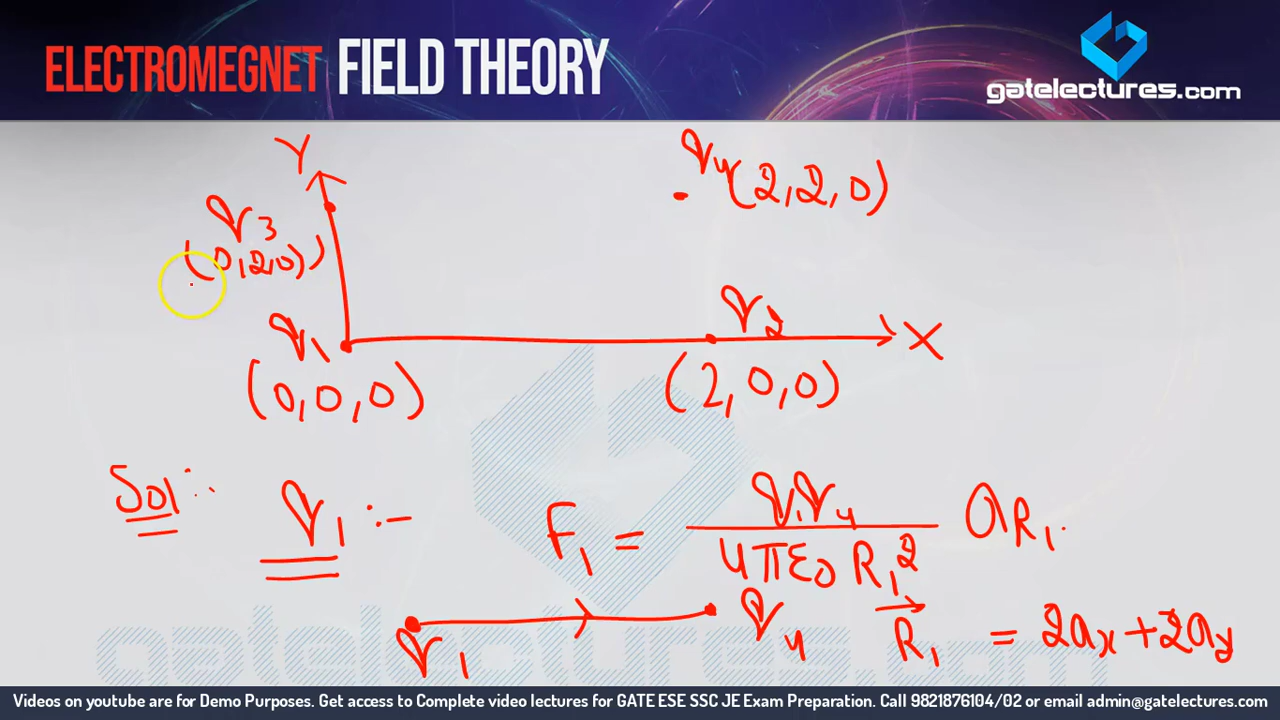 ELECTROMEGNET FIELD THEORY
gatelectures.com
Y
q4 (2,2,0)
q3
(0,2,0)
q2
q1
X
(0,0,0)
(2,0,0)
Sol:
q1 :-
F1 = q1q4 / 4πε0 R1² aR1
q1
q4
R1 = 2ax + 2ay
gatelectures.com
Videos on youtube are for Demo Purposes. Get access to Complete video lectures for GATE ESE SSC JE Exam Preparation. Call 9821876104/02 or email admin@gatelectures.com